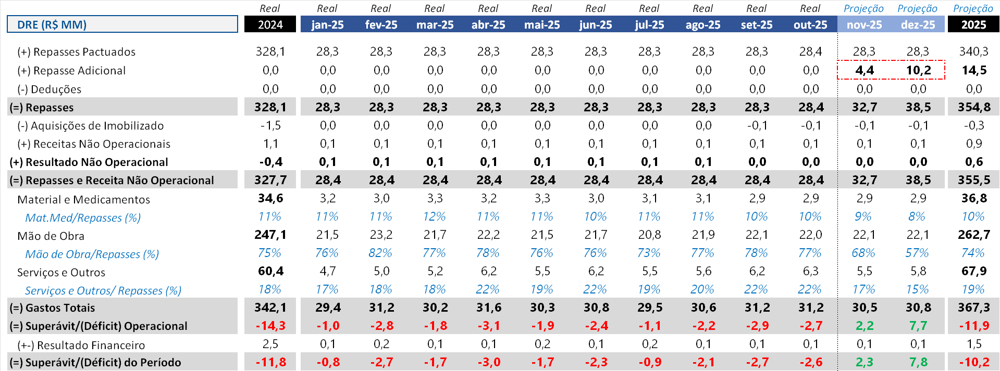 Real Real Real Real Real Real Real Real Real Real Real Projeção Projeção Projeção
DRE (R$ MM) 2024 jan-25 fev-25 mar-25 abr-25 mai-25 jun-25 jul-25 ago-25 set-25 out-25 nov-25 dez-25 2025
(+) Repasses Pactuados 328,1 28,3 28,3 28,3 28,3 28,3 28,3 28,3 28,3 28,3 28,4 28,3 28,3 340,3
(+) Repasse Adicional 0,0 0,0 0,0 0,0 0,0 0,0 0,0 0,0 0,0 0,0 0,0 4,4 10,2 14,5
(-) Deduções 0,0 0,0 0,0 0,0 0,0 0,0 0,0 0,0 0,0 0,0 0,0 0,0 0,0 0,0
(=) Repasses 328,1 28,3 28,3 28,3 28,3 28,3 28,3 28,3 28,3 28,3 28,4 32,7 38,5 354,8
(-) Aquisições de Imobilizado -1,5 0,0 0,0 0,0 0,0 0,0 0,0 0,0 0,0 -0,1 -0,1 -0,1 -0,1 -0,3
(+) Receitas Não Operacionais 1,1 0,1 0,1 0,1 0,1 0,1 0,1 0,1 0,1 0,1 0,1 0,1 0,1 0,9
(+) Resultado Não Operacional -0,4 0,1 0,1 0,1 0,1 0,1 0,1 0,1 0,1 0,0 0,0 0,0 0,0 0,6
(=) Repasses e Receita Não Operacional 327,7 28,4 28,4 28,4 28,4 28,4 28,4 28,4 28,4 28,4 28,4 32,7 38,5 355,5
Material e Medicamentos 34,6 3,2 3,0 3,3 3,2 3,3 3,0 3,1 3,1 2,9 2,9 2,9 2,9 36,8
Mat.Med/Repasses (%) 11% 11% 11% 12% 11% 11% 10% 11% 11% 10% 10% 9% 8% 10%
Mão de Obra 247,1 21,5 23,2 21,7 22,2 21,5 21,7 20,8 21,9 22,1 22,0 22,1 22,1 262,7
Mão de Obra/Repasses (%) 75% 76% 82% 77% 78% 76% 76% 73% 77% 78% 77% 68% 57% 74%
Serviços e Outros 60,4 4,7 5,0 5,2 6,2 5,5 6,2 5,5 5,6 6,2 6,3 5,5 5,8 67,9
Serviços e Outros/ Repasses (%) 18% 17% 18% 18% 22% 19% 22% 19% 20% 22% 22% 17% 15% 19%
(=) Gastos Totais 342,1 29,4 31,2 30,2 31,6 30,3 30,8 29,5 30,6 31,2 31,2 30,5 30,8 367,3
(=) Superávit/(Déficit) Operacional -14,3 -1,0 -2,8 -1,8 -3,1 -1,9 -2,4 -1,1 -2,2 -2,9 -2,7 2,2 7,7 -11,9
(+-) Resultado Financeiro 2,5 0,1 0,2 0,1 0,1 0,2 0,1 0,2 0,1 0,1 0,1 0,1 0,1 1,5
(=) Superávit/(Déficit) do Período -11,8 -0,8 -2,7 -1,7 -3,0 -1,7 -2,3 -0,9 -2,1 -2,7 -2,6 2,3 7,8 -10,2